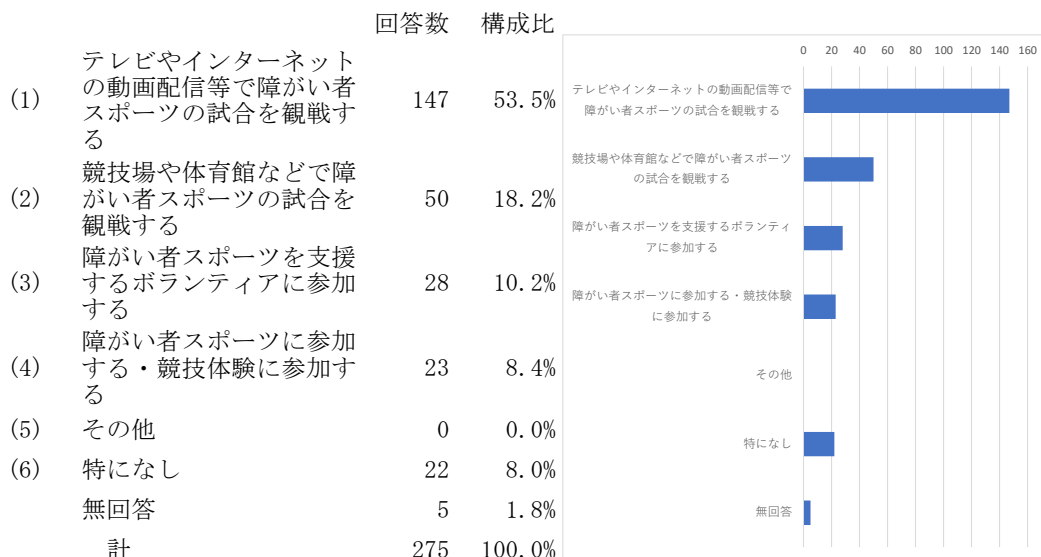 回答数 構成比
(1) テレビやインターネットの動画配信等で障がい者スポーツの試合を観戦する 147 53.5%
(2) 競技場や体育館などで障がい者スポーツの試合を観戦する 50 18.2%
(3) 障がい者スポーツを支援するボランティアに参加する 28 10.2%
(4) 障がい者スポーツに参加する・競技体験に参加する 23 8.4%
(5) その他 0 0.0%
(6) 特になし 22 8.0%
無回答 5 1.8%
計 275 100.0%
0 20 40 60 80 100 120 140 160
テレビやインターネットの動画配信等で
障がい者スポーツの試合を観戦する
競技場や体育館などで障がい者スポーツ
の試合を観戦する
障がい者スポーツを支援するボランティ
アに参加する
障がい者スポーツに参加する・競技体験
に参加する
その他
特になし
無回答